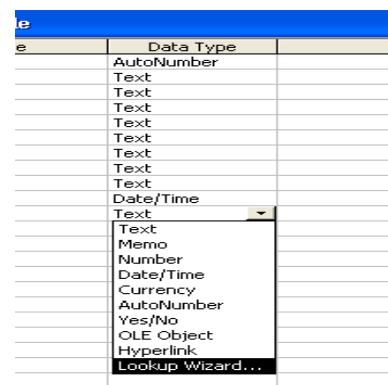 le
e Data Type
AutoNumber
Text
Text
Text
Text
Text
Text
Text
Text
Date/Time
Text
Text
Memo
Number
Date/Time
Currency
AutoNumber
Yes/No
OLE Object
Hyperlink
Lookup Wizard...